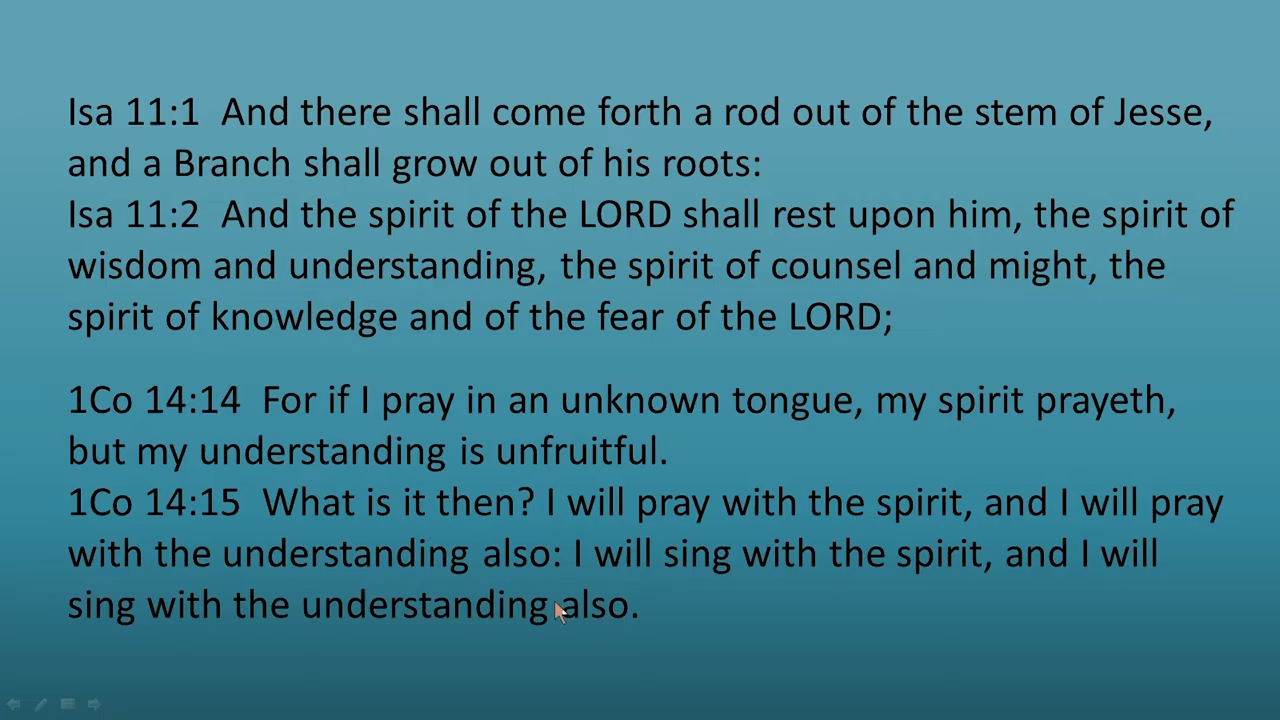 Isa 11:1  And there shall come forth a rod out of the stem of Jesse,
and a Branch shall grow out of his roots:
Isa 11:2  And the spirit of the LORD shall rest upon him, the spirit of
wisdom and understanding, the spirit of counsel and might, the
spirit of knowledge and of the fear of the LORD;
1Co 14:14  For if I pray in an unknown tongue, my spirit prayeth,
but my understanding is unfruitful.
1Co 14:15  What is it then? I will pray with the spirit, and I will pray
with the understanding also: I will sing with the spirit, and I will
sing with the understanding also.